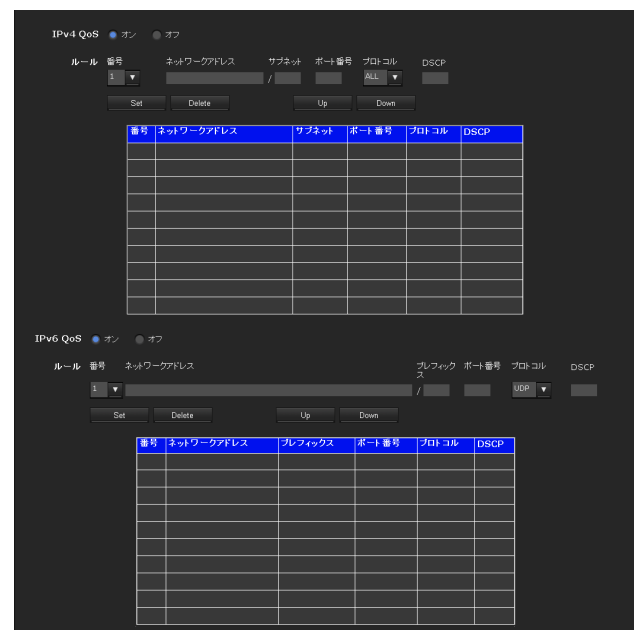 IPv4 QoS オン オフ
ルール 番号 ネットワークアドレス サブネット ポート番号 プロトコル DSCP
1 ▼ / ALL ▼
Set Delete Up Down
番号 ネットワークアドレス サブネット ポート番号 プロトコル DSCP
IPv6 QoS オン オフ
ルール 番号 ネットワークアドレス プレフィックス ポート番号 プロトコル DSCP
1 ▼ / UDP ▼
Set Delete Up Down
番号 ネットワークアドレス プレフィックス ポート番号 プロトコル DSCP